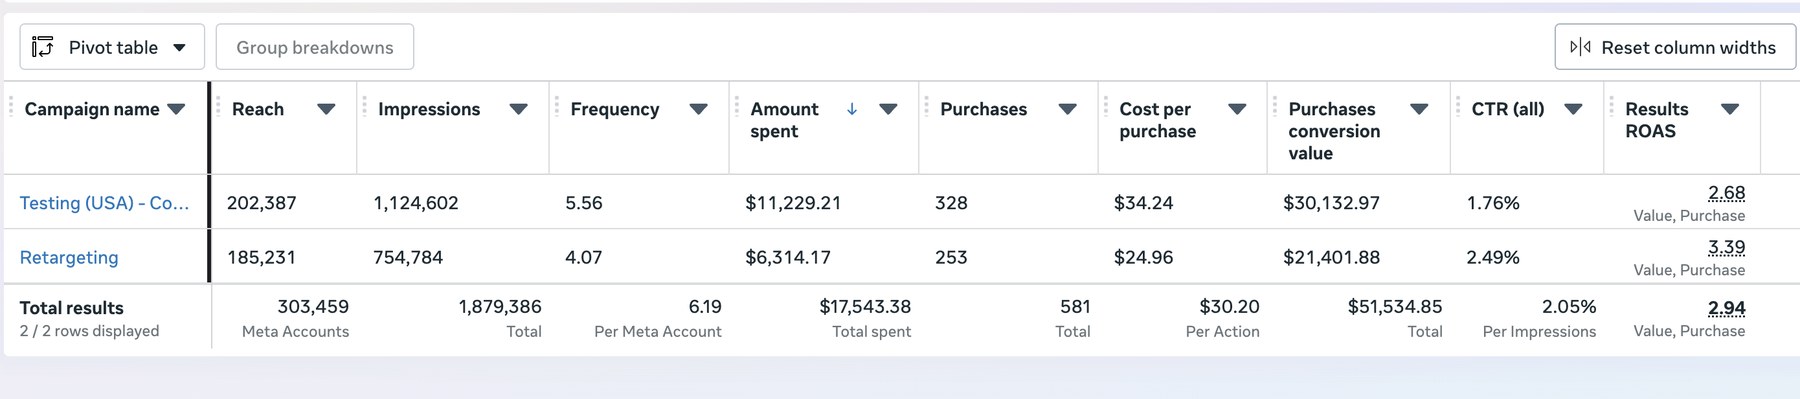 Pivot table
Group breakdowns
Reset column widths
Campaign name
Reach
Impressions
Frequency
Amount spent
Purchases
Cost per purchase
Purchases conversion value
CTR (all)
Results ROAS
Testing (USA) - Co... 202,387 1,124,602 5.56 $11,229.21 328 $34.24 $30,132.97 1.76% 2.68
Value, Purchase
Retargeting 185,231 754,784 4.07 $6,314.17 253 $24.96 $21,401.88 2.49% 3.39
Value, Purchase
Total results 303,459 1,879,386 6.19 $17,543.38 581 $30.20 $51,534.85 2.05% 2.94
2 / 2 rows displayed Meta Accounts Total Per Meta Account Total spent Total Per Action Total Per Impressions Value, Purchase